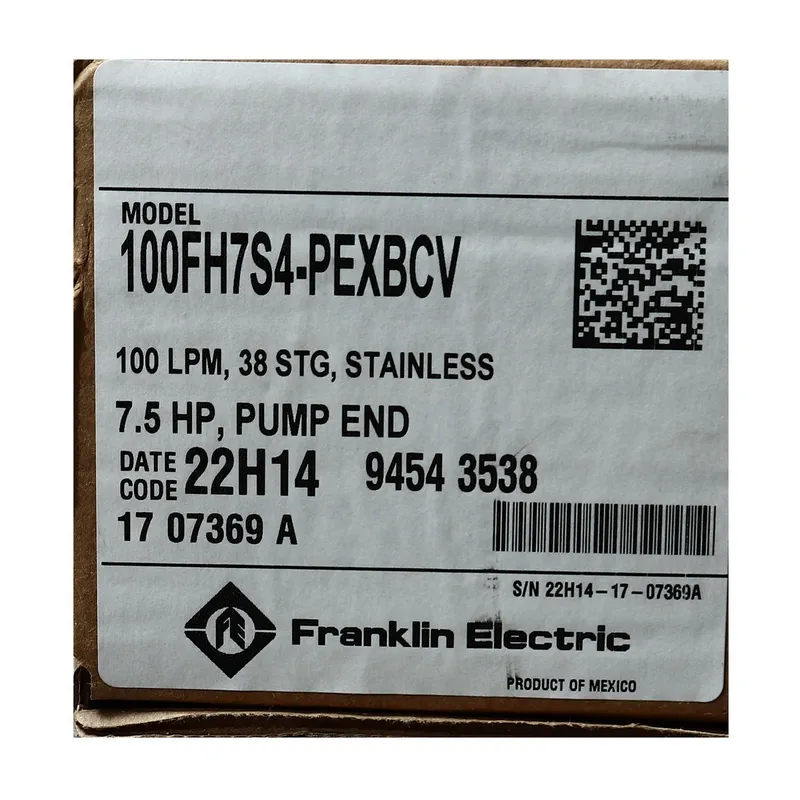 MODEL
100FH7S4-PEXBCV
100 LPM, 38 STG, STAINLESS
7.5 HP, PUMP END
DATE CODE 22H14 9454 3538
17 07369 A
S/N 22H14-17-07369A
FE Franklin Electric
PRODUCT OF MEXICO